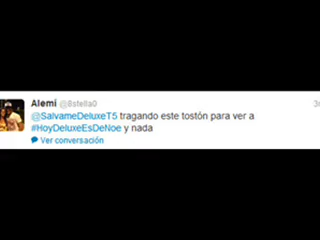 Alemi @8stella0
@SalvameDeluxeT5 tragando este tostón para ver a
#HoyDeluxeEsDeNoe y nada
Ver conversación